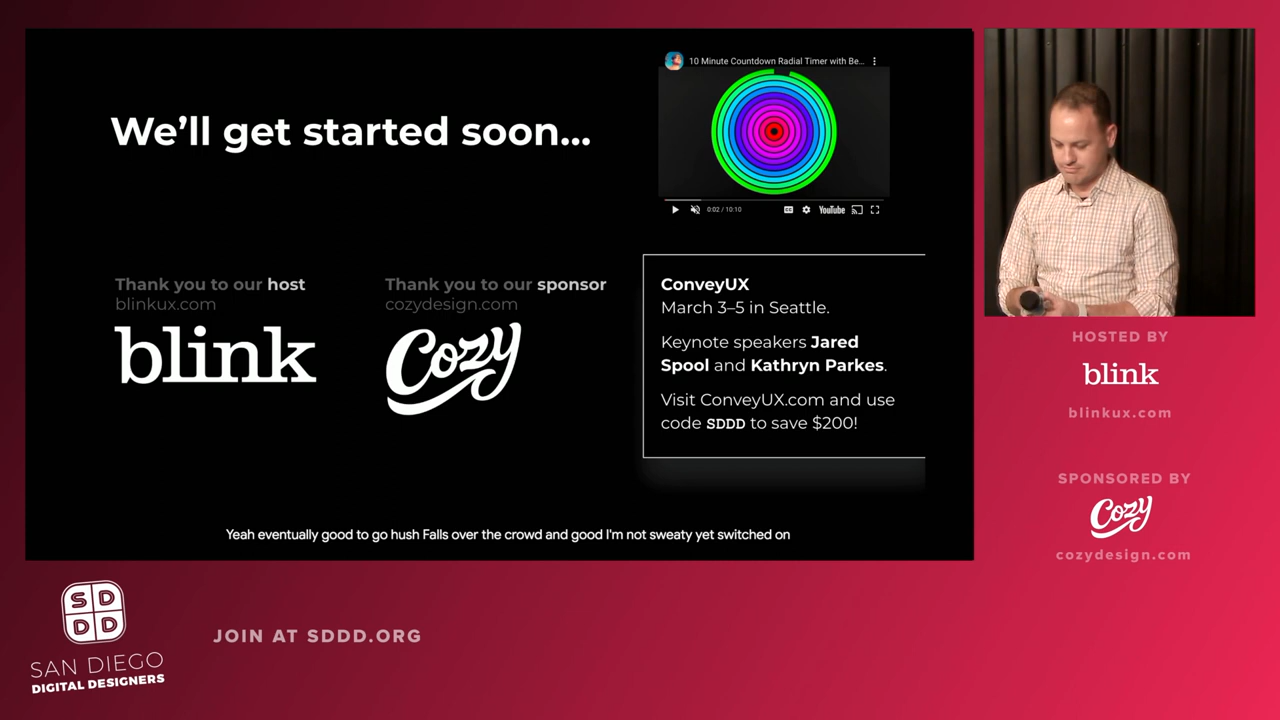 10 Minute Countdown Radial Timer with Be...
We'll get started soon...
0:02 / 10:10
CC
YouTube
Thank you to our host
blinkux.com
blink
Thank you to our sponsor
cozydesign.com
Cozy
ConveyUX
March 3–5 in Seattle.
Keynote speakers Jared
Spool and Kathryn Parkes.
Visit ConveyUX.com and use
code SDDD to save $200!
Yeah eventually good to go hush Falls over the crowd and good I'm not sweaty yet switched on
HOSTED BY
blink
blinkux.com
SPONSORED BY
Cozy
cozydesign.com
SD
DD
SAN DIEGO
DIGITAL DESIGNERS
JOIN AT SDDD.ORG